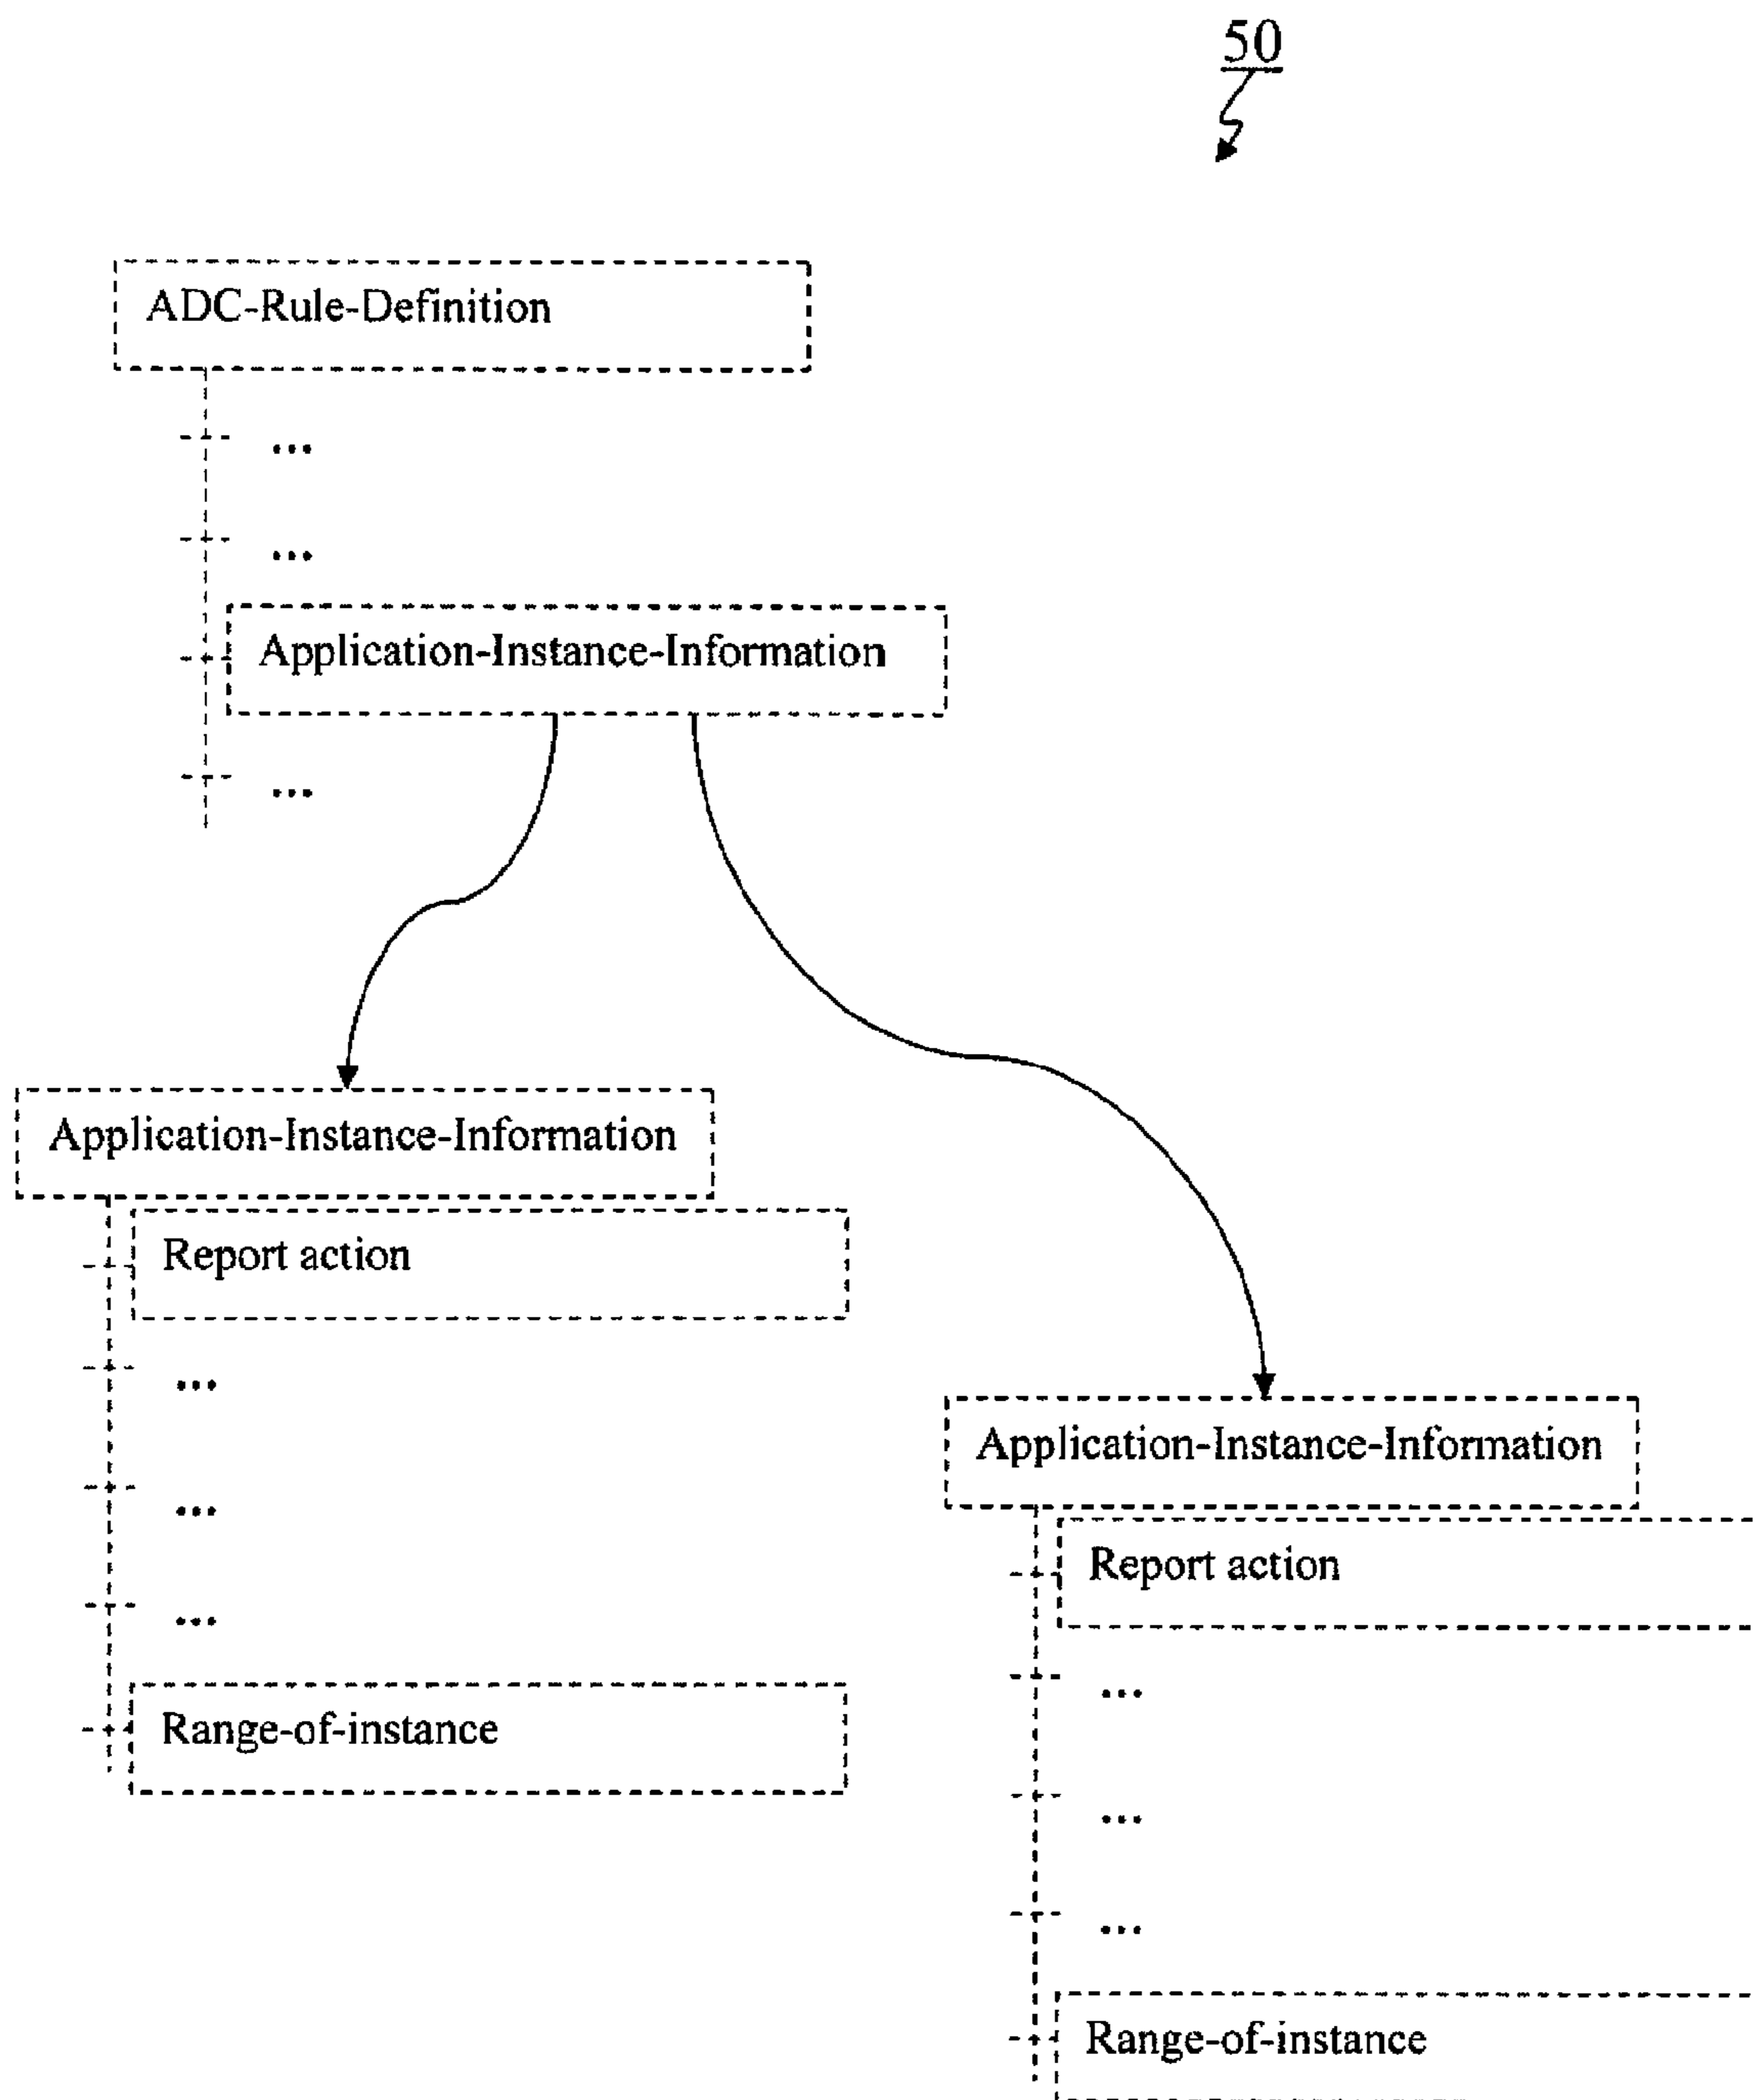 50
ADC-Rule-Definition
...
...
Application-Instance-Information
...
Application-Instance-Information
Report action
...
...
...
Range-of-instance
Application-Instance-Information
Report action
...
...
...
Range-of-instance